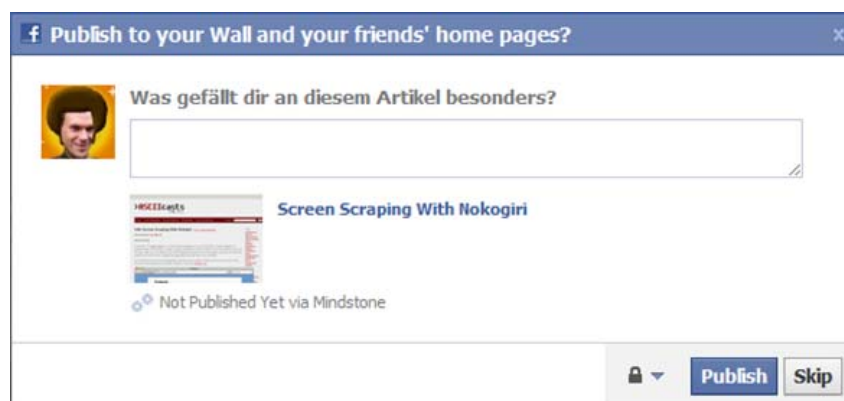 f Publish to your Wall and your friends' home pages? x
Was gefällt dir an diesem Artikel besonders?
ASCIIcasts
Screen Scraping With Nokogiri
Not Published Yet via Mindstone
Publish Skip